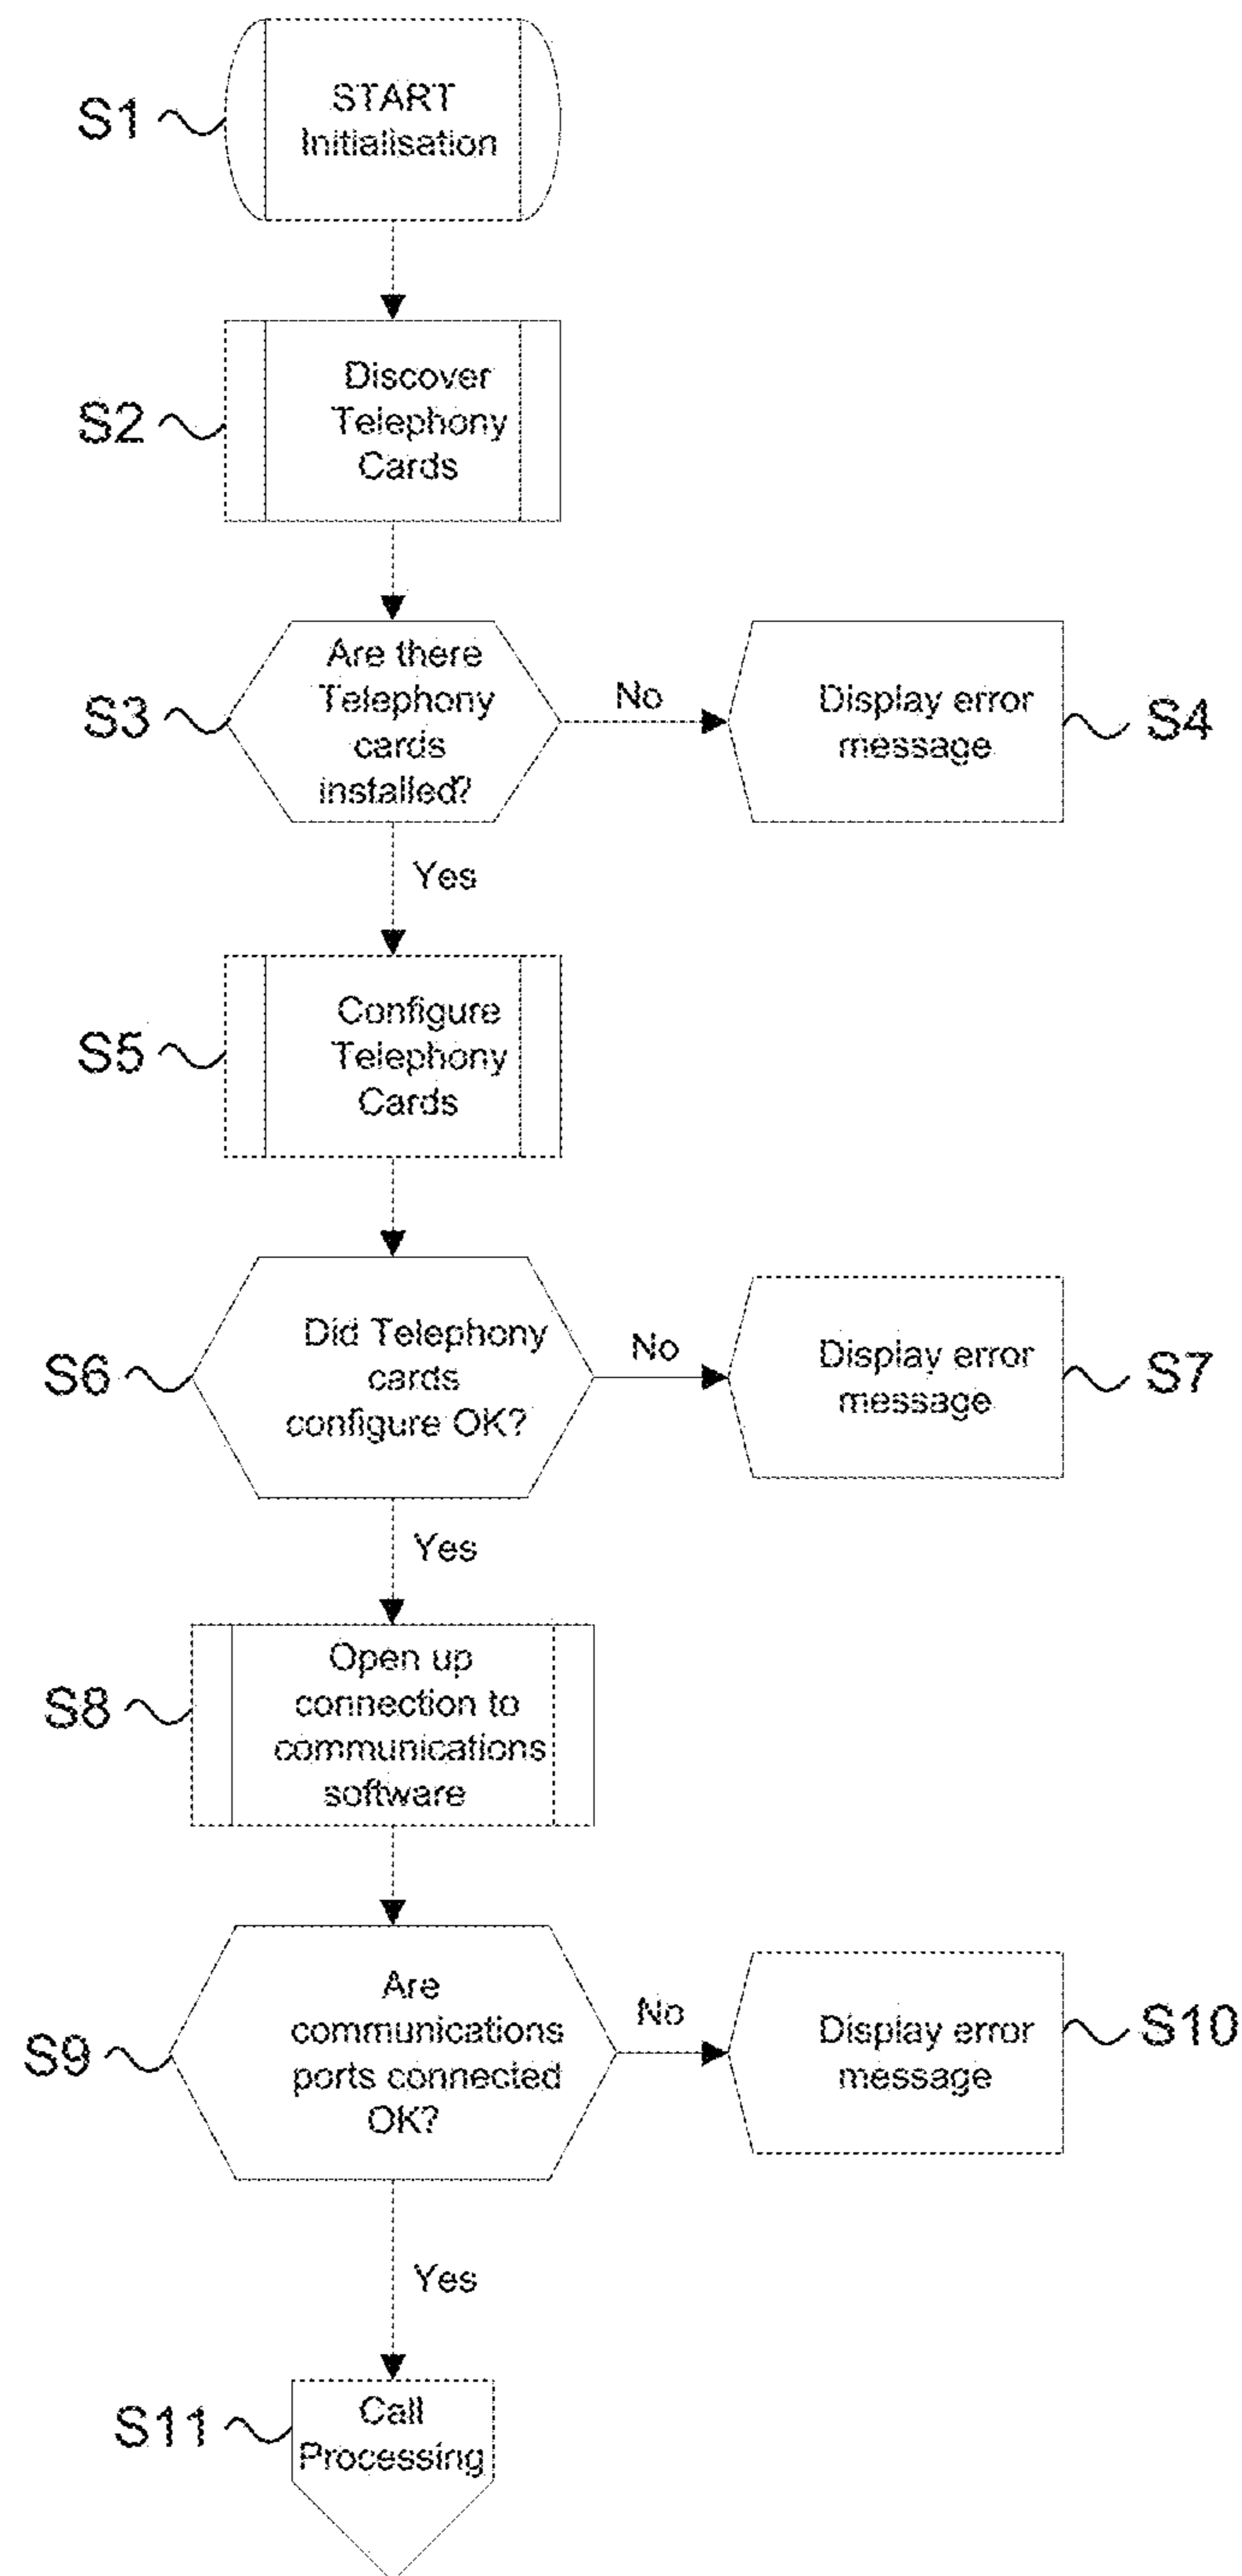 S1
START
Initialisation
S2
Discover
Telephony
Cards
S3
Are there
Telephony
cards
installed?
No
Display error
message
S4
Yes
S5
Configure
Telephony
Cards
S6
Did Telephony
cards
configure OK?
No
Display error
message
S7
Yes
S8
Open up
connection to
communications
software
S9
Are
communications
ports connected
OK?
No
Display error
message
S10
Yes
S11
Call
Processing